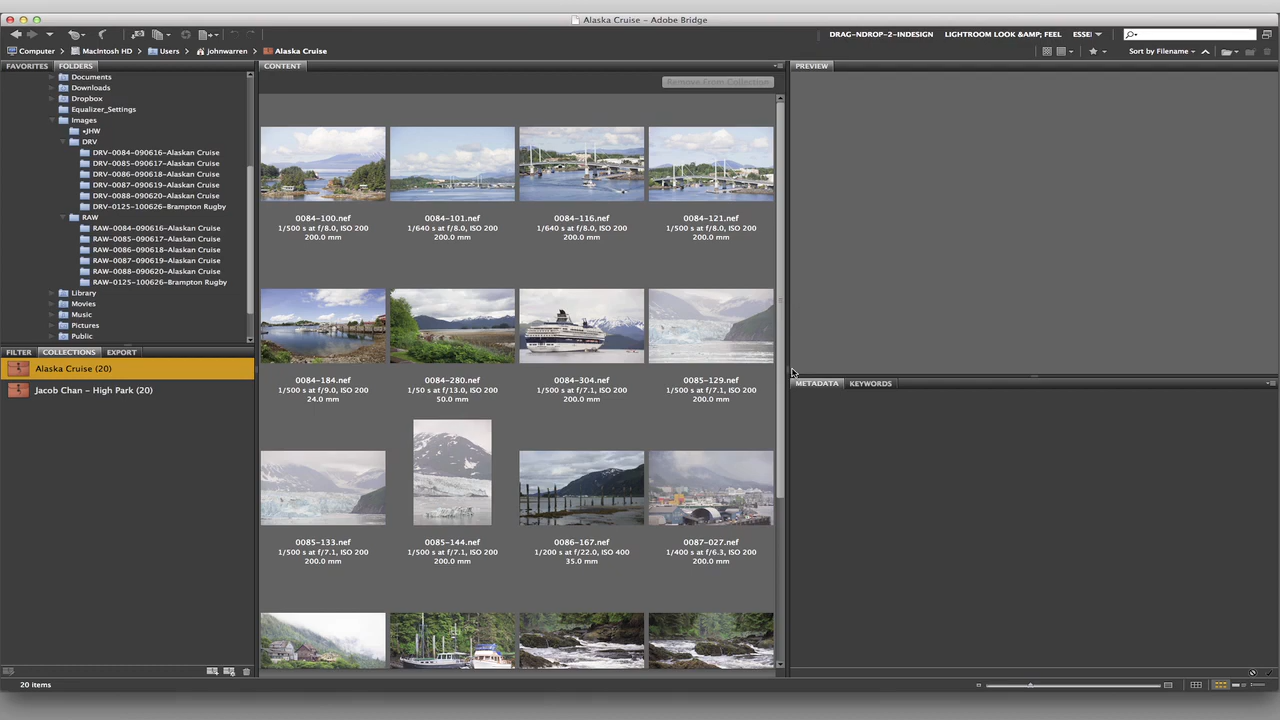 Alaska Cruise – Adobe Bridge
DRAG-NDROP-2-INDESIGN LIGHTROOM LOOK &AMP; FEEL ESSE
Computer Macintosh HD Users johnwarren Alaska Cruise
Sort by Filename
FAVORITES FOLDERS
CONTENT
PREVIEW
Remove From Collection
Documents
Downloads
Dropbox
Equalizer_Settings
Images
•JHW
DRV
DRV-0084-090616-Alaskan Cruise
DRV-0085-090617-Alaskan Cruise
DRV-0086-090618-Alaskan Cruise
DRV-0087-090619-Alaskan Cruise
DRV-0088-090620-Alaskan Cruise
DRV-0125-100626-Brampton Rugby
RAW
RAW-0084-090616-Alaskan Cruise
RAW-0085-090617-Alaskan Cruise
RAW-0086-090618-Alaskan Cruise
RAW-0087-090619-Alaskan Cruise
RAW-0088-090620-Alaskan Cruise
RAW-0125-100626-Brampton Rugby
Library
Movies
Music
Pictures
Public
FILTER COLLECTIONS EXPORT
Alaska Cruise (20)
Jacob Chan – High Park (20)
0084-100.nef
1/500 s at f/8.0, ISO 200
200.0 mm
0084-101.nef
1/640 s at f/8.0, ISO 200
200.0 mm
0084-116.nef
1/640 s at f/8.0, ISO 200
200.0 mm
0084-121.nef
1/500 s at f/8.0, ISO 200
200.0 mm
0084-184.nef
1/500 s at f/9.0, ISO 200
24.0 mm
0084-280.nef
1/50 s at f/13.0, ISO 200
50.0 mm
0084-304.nef
1/500 s at f/7.1, ISO 200
200.0 mm
0085-129.nef
1/500 s at f/7.1, ISO 200
200.0 mm
0085-133.nef
1/500 s at f/7.1, ISO 200
200.0 mm
0085-144.nef
1/500 s at f/7.1, ISO 200
200.0 mm
0086-167.nef
1/200 s at f/22.0, ISO 400
35.0 mm
0087-027.nef
1/400 s at f/6.3, ISO 200
200.0 mm
METADATA KEYWORDS
20 items